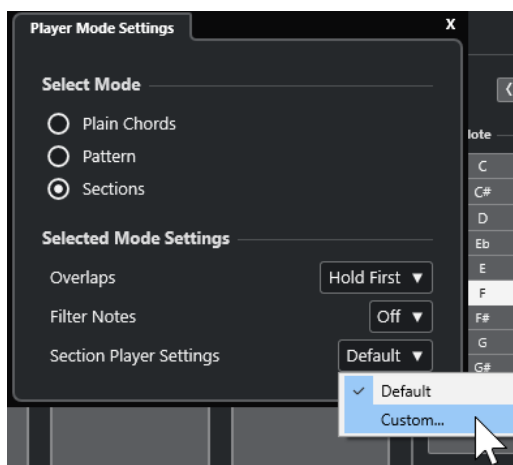 Player Mode Settings X
Select Mode
Plain Chords
Pattern
Sections
Selected Mode Settings
Overlaps Hold First ▼
Filter Notes Off ▼
Section Player Settings Default ▼
✓ Default
Custom...
lote
C
C#
D
Eb
E
F
F#
G
G#